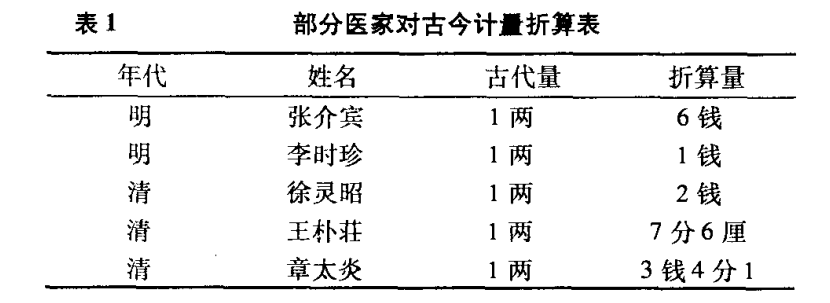 表1 部分医家对古今计量折算表
年代 姓名 古代量 折算量
明 张介宾 1两 6钱
明 李时珍 1两 1钱
清 徐灵昭 1两 2钱
清 王朴荘 1两 7分6厘
清 章太炎 1两 3钱4分1